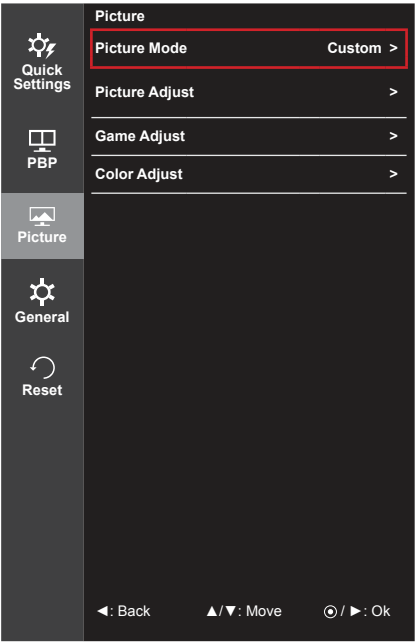 Quick
Settings
PBP
Picture
General
Reset
Picture
Picture Mode Custom >
Picture Adjust >
Game Adjust >
Color Adjust >
◄: Back ▲/▼: Move ⦿ / ►: Ok